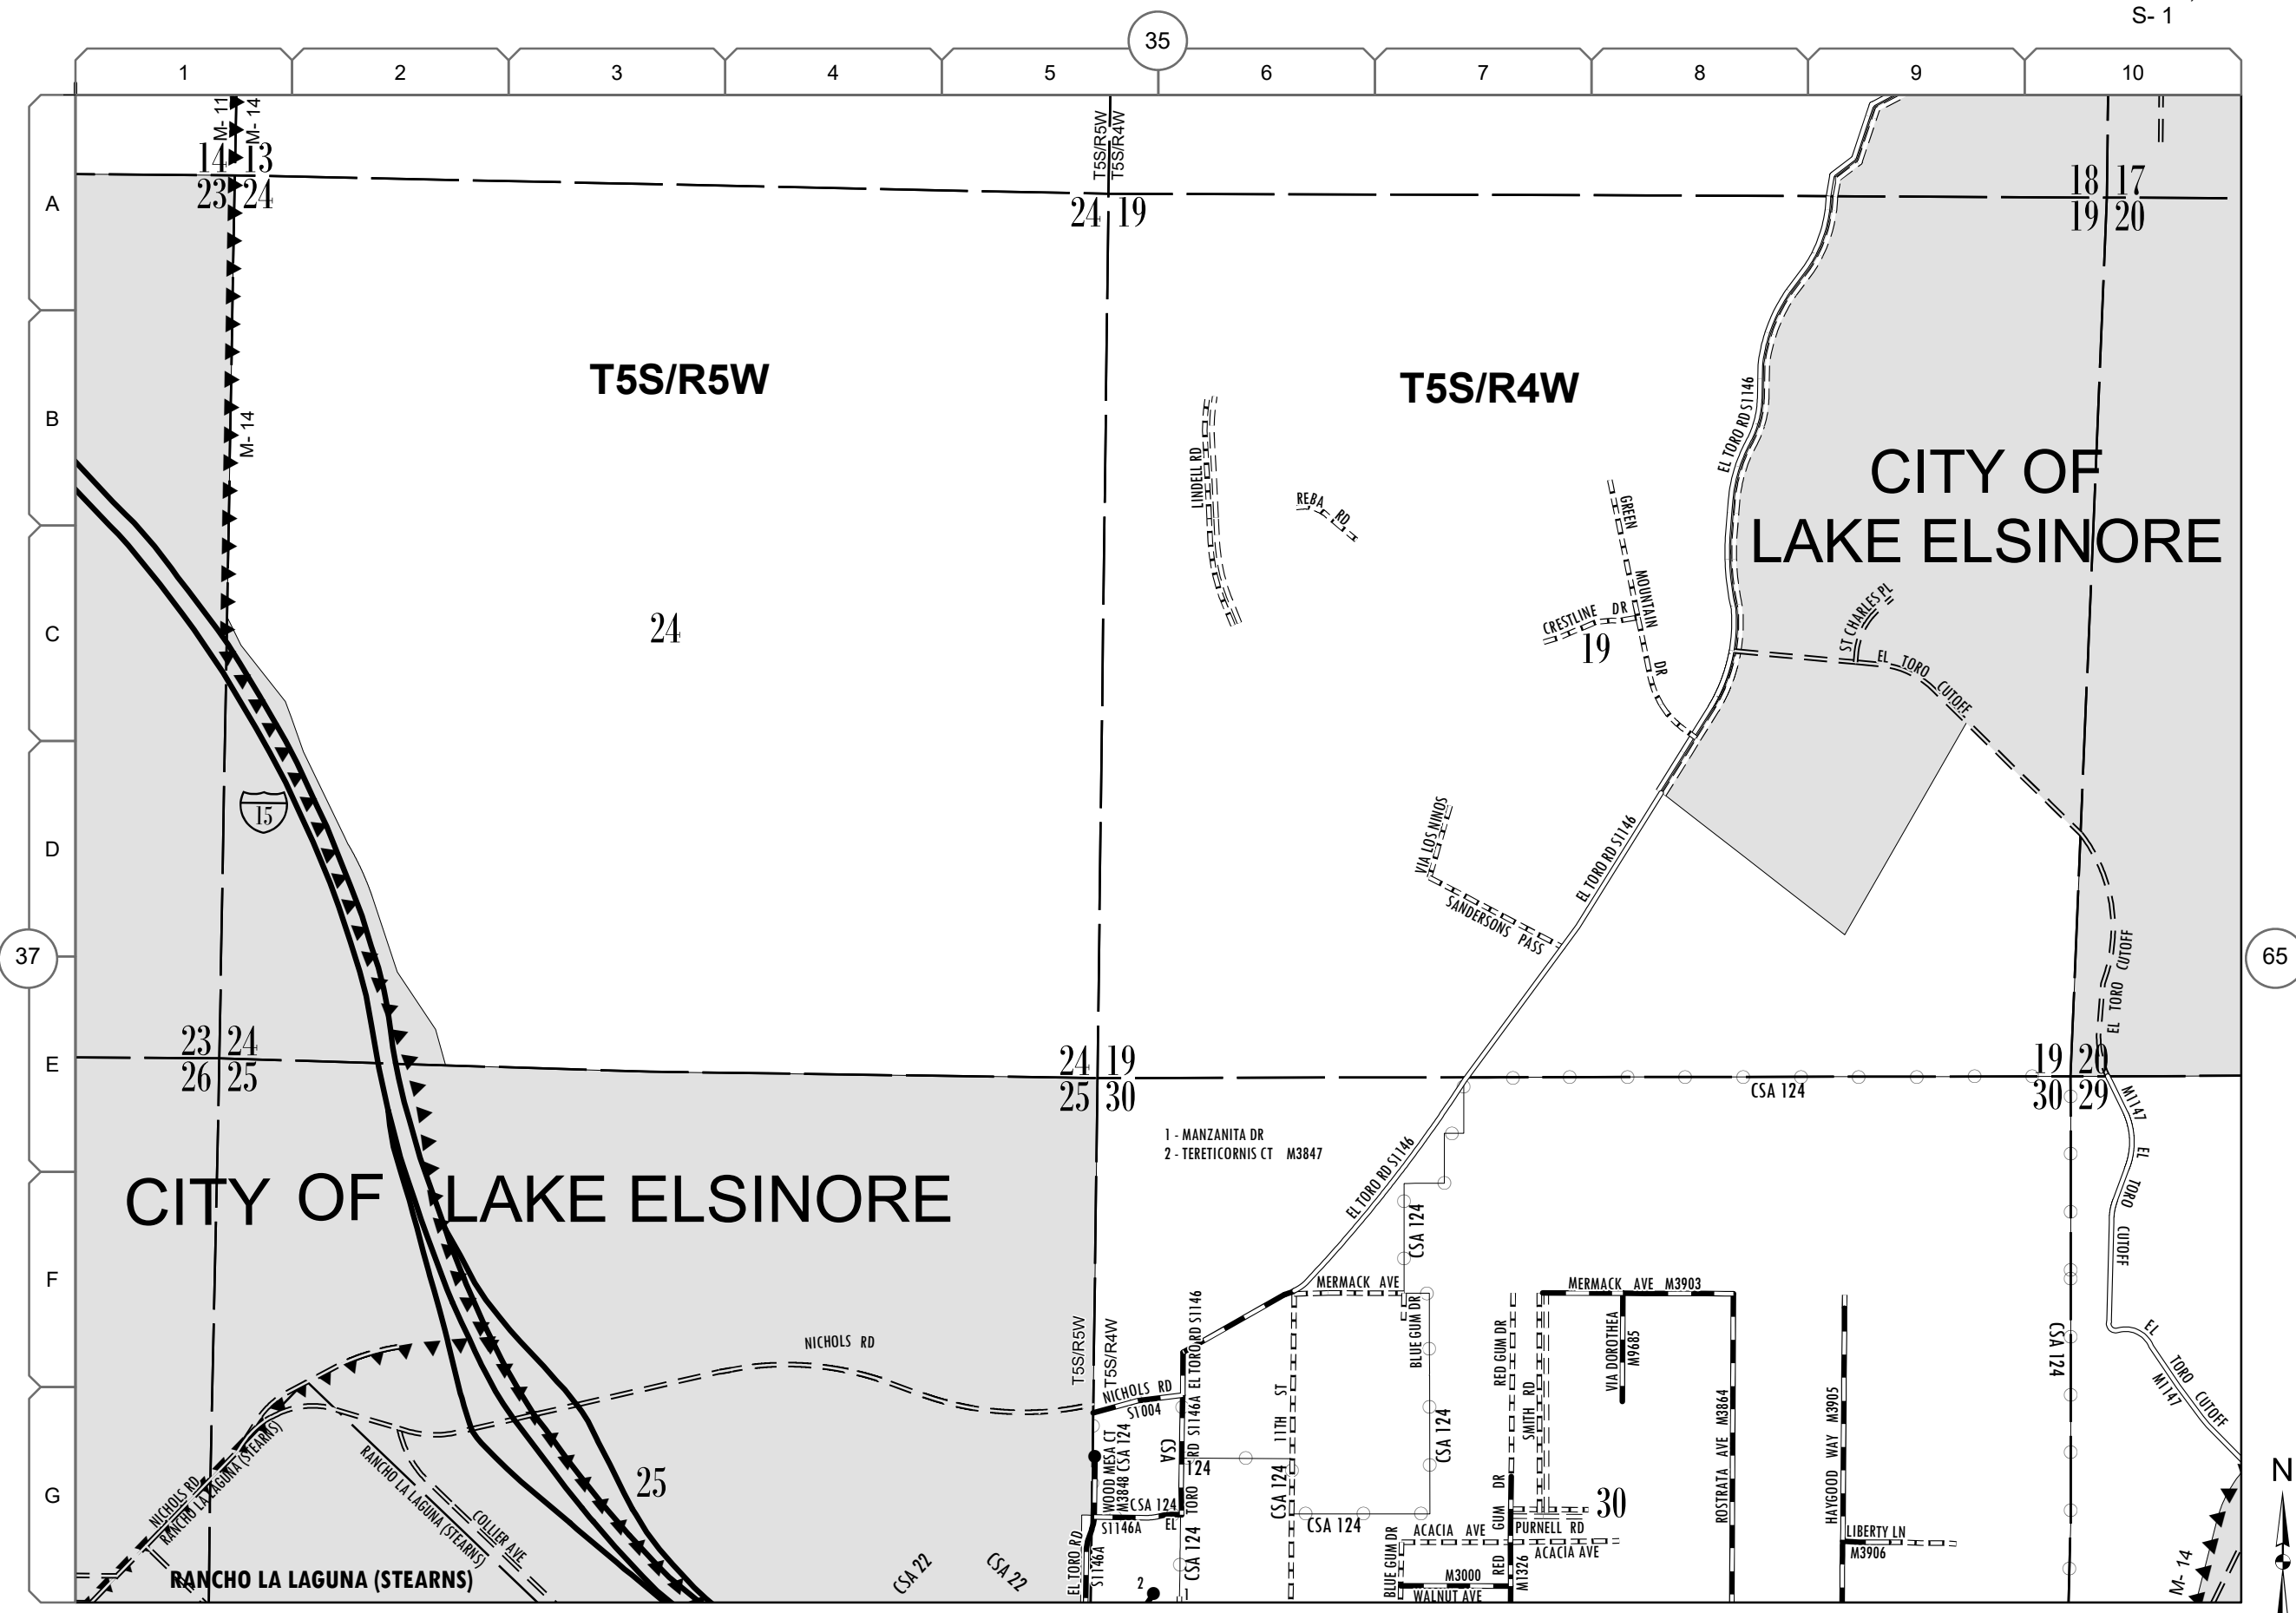 S- 1
35
1 2 3 4 5 6 7 8 9 10
M- 11
M- 14
T5S/R5W
T5S/R4W
14 13
23 24
24 19
18 17
19 20
A
B
C
D
E
F
G
37
65
T5S/R5W
T5S/R4W
M- 14
EL TORO RD S1146
LINDELL RD
REBA RD
GREEN MOUNTAIN DR
CRESTLINE DR
CITY OF
LAKE ELSINORE
24
19
ST CHARLES PL
EL TORO CUTOFF
15
VIA LOS NINOS
SANDERSONS PASS
EL TORO RD S1146
EL TORO CUTOFF
23 24
26 25
24 19
25 30
19 20
30 29
CSA 124
M1147
EL TORO CUTOFF
1 - MANZANITA DR
2 - TERETICORNIS CT M3847
EL TORO RD S1146
CITY OF LAKE ELSINORE
CSA 124
MERMACK AVE
MERMACK AVE M3903
NICHOLS RD
T5S/R5W
T5S/R4W
EL TORO RD S1146
BLUE GUM DR
RED GUM DR
SMITH RD
VIA DOROTHEA
M9685
CSA 124
EL TORO CUTOFF
M1147
NICHOLS RD
S1004
11TH ST
CSA 124
ROSTRATA AVE M3864
HAYGOOD WAY M3905
WOOD MESA CT
M3848 CSA 124
CSA
124
EL TORO RD S1146A
CSA 124
S1146A
CSA 124
CSA 124
NICHOLS RD
RANCHO LA LAGUNA (STEARNS)
RANCHO LA LAGUNA (STEARNS)
COLLIER AVE
25
30
N
RANCHO LA LAGUNA (STEARNS)
CSA 22
CSA 22
EL TORO RD
S1146A
2
1
CSA 124
BLUE GUM DR
ACACIA AVE
RED GUM DR
M1326
PURNELL RD
ACACIA AVE
M3000
WALNUT AVE
LIBERTY LN
M3906
M- 14